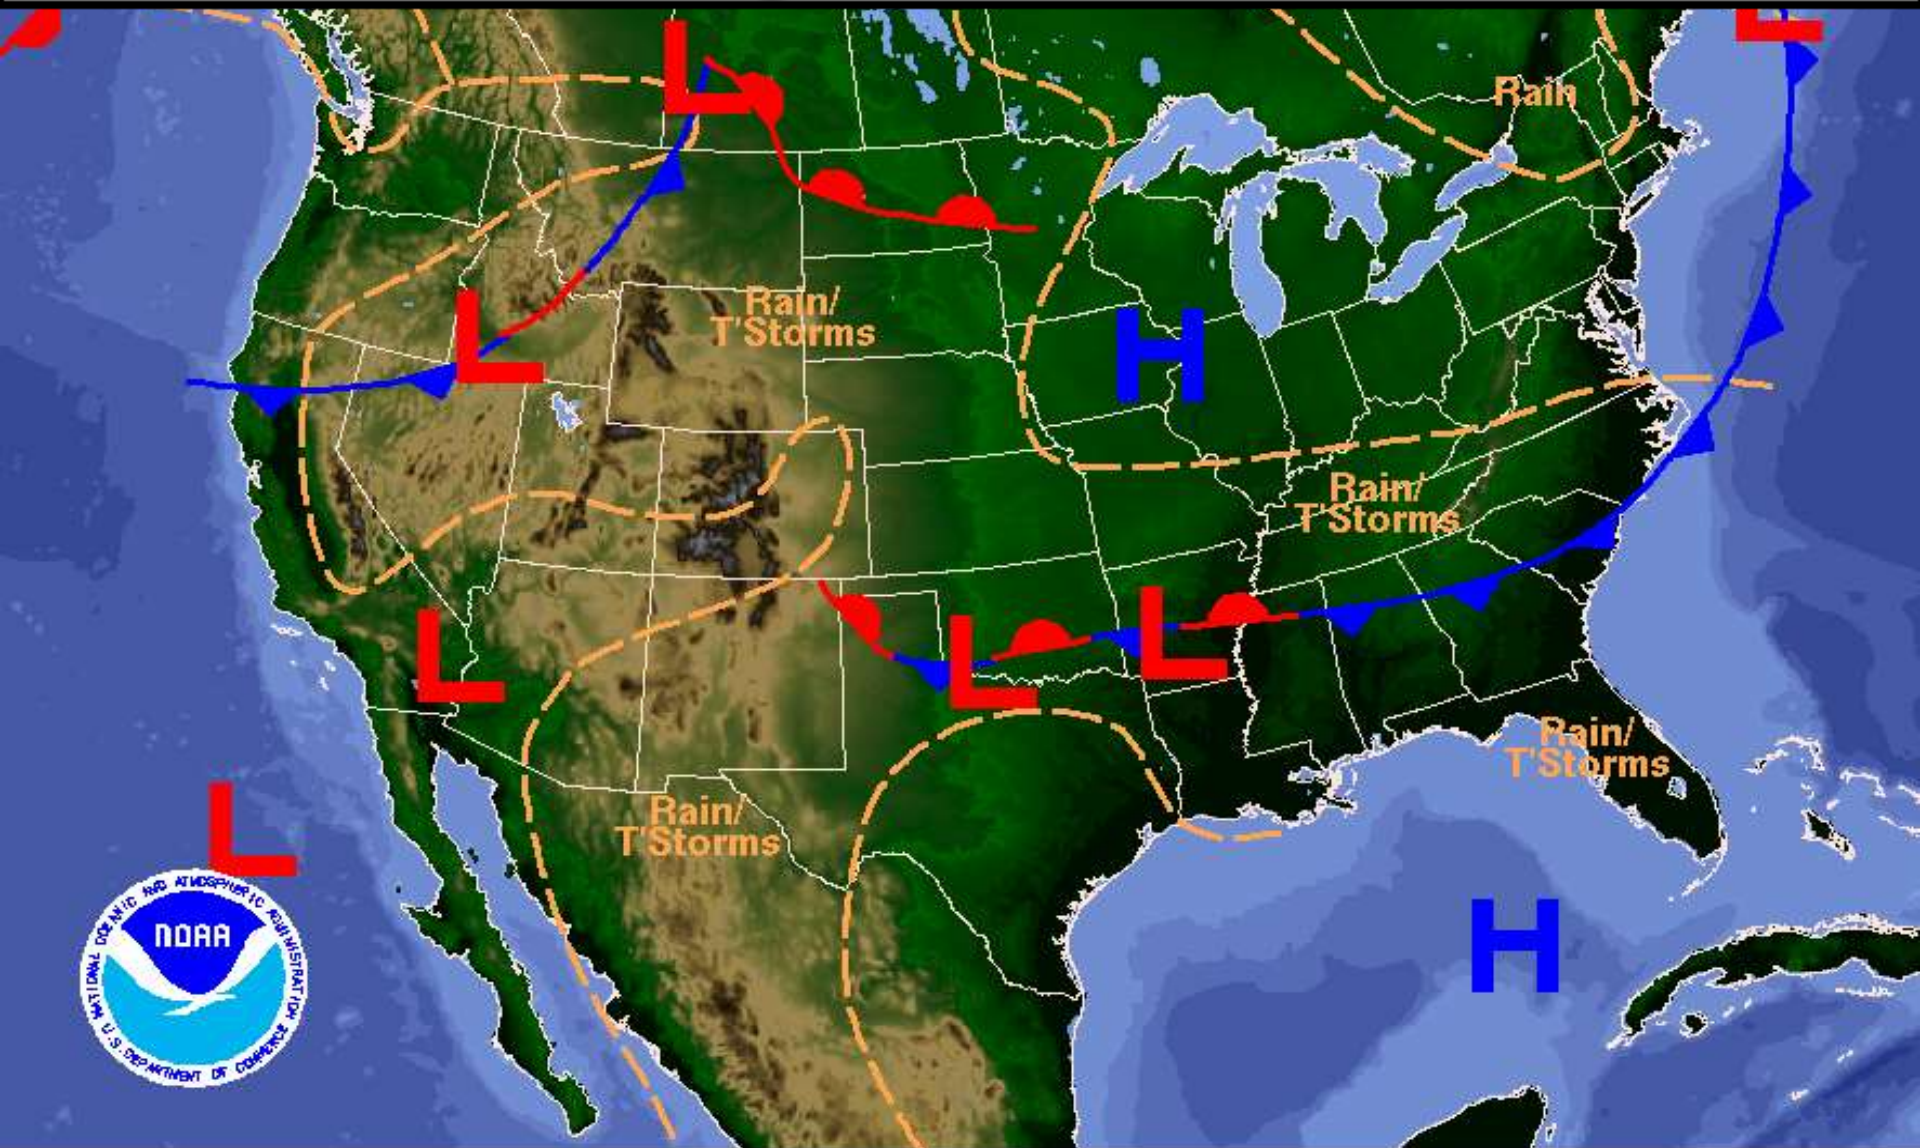 L
L
Rain
Rain/
T'Storms
L
H
Rain/
T'Storms
L
L
L
Rain/
T'Storms
Rain/
T'Storms
L
H
NATIONAL OCEANIC AND ATMOSPHERIC ADMINISTRATION
NOAA
U.S. DEPARTMENT OF COMMERCE